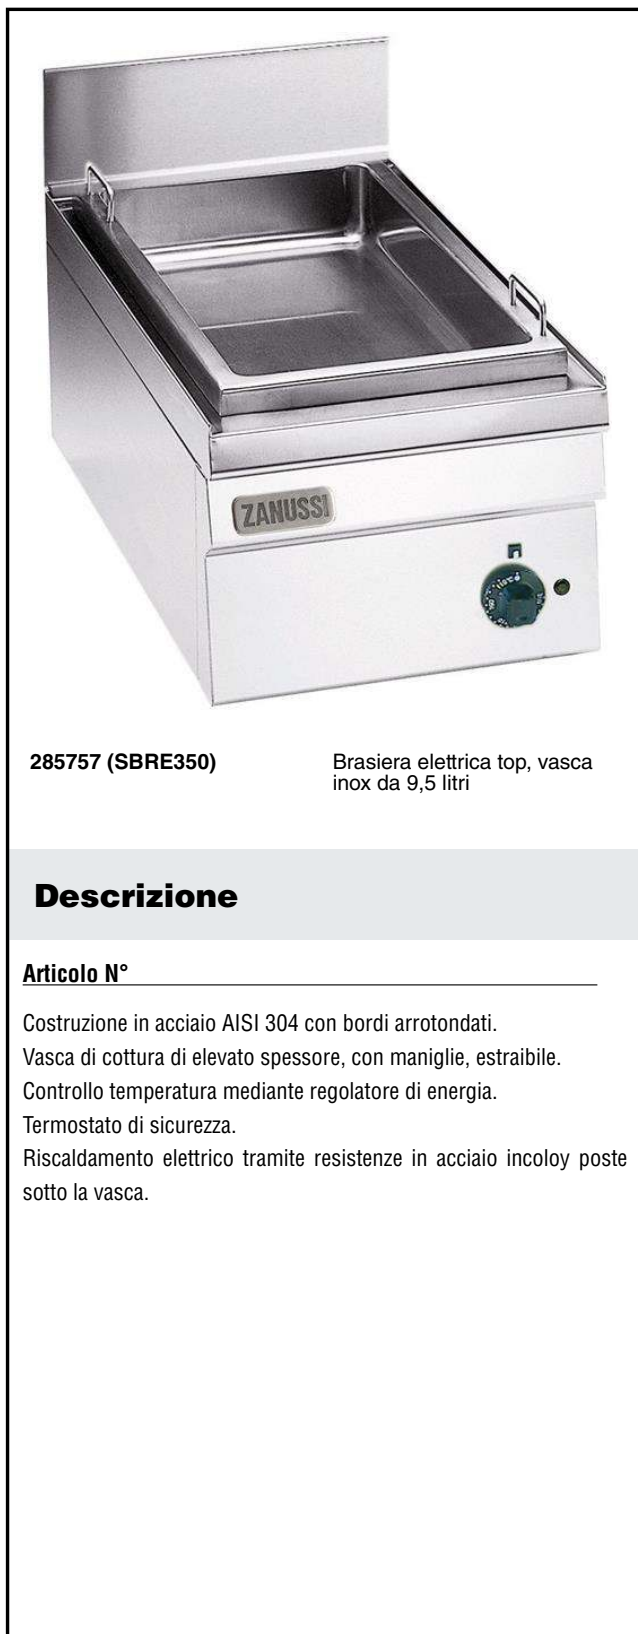 ZANUSSI
285757 (SBRE350)
Brasiera elettrica top, vasca
inox da 9,5 litri
Descrizione
Articolo N°
Costruzione in acciaio AISI 304 con bordi arrotondati.
Vasca di cottura di elevato spessore, con maniglie, estraibile.
Controllo temperatura mediante regolatore di energia.
Termostato di sicurezza.
Riscaldamento elettrico tramite resistenze in acciaio incoloy poste
sotto la vasca.